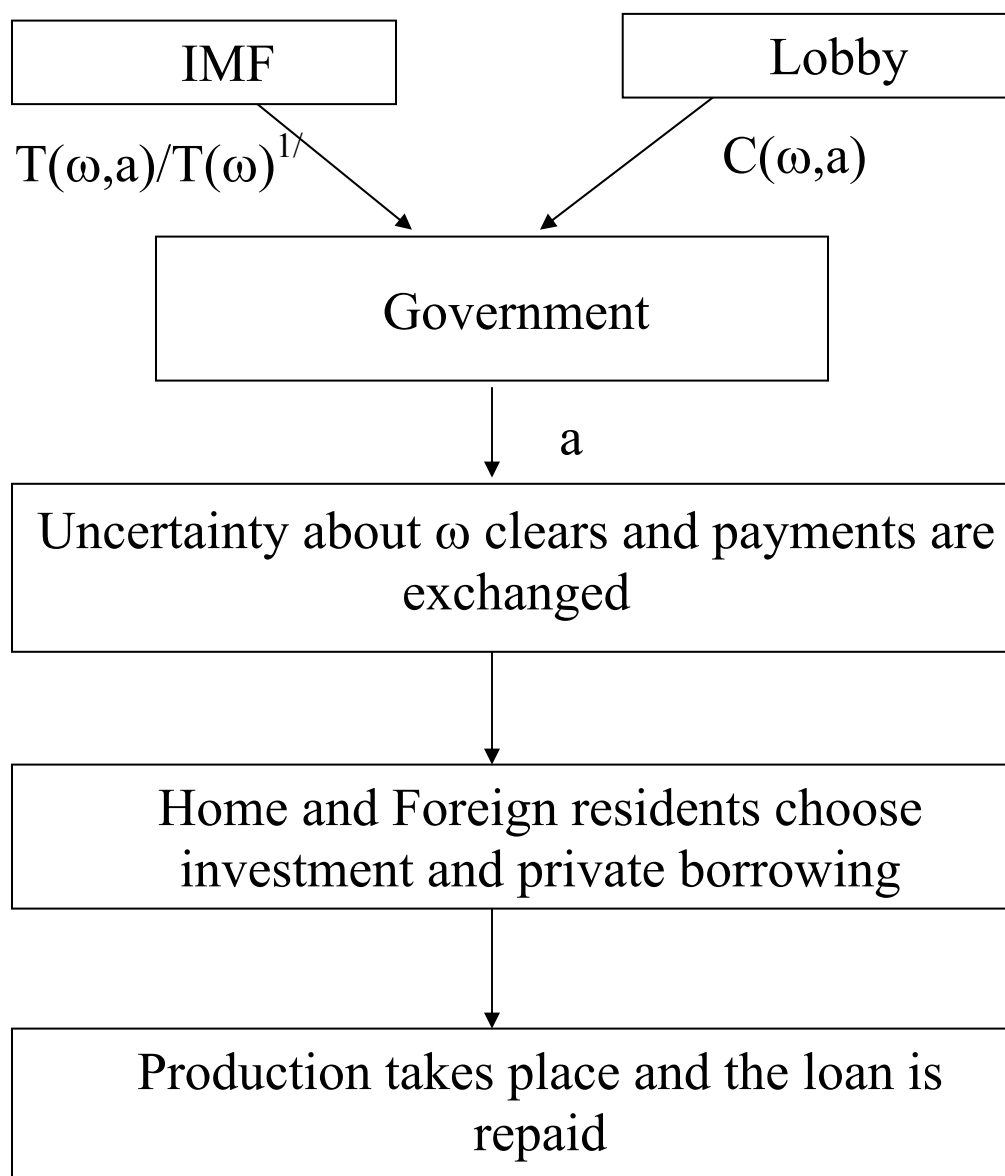 IMF
Lobby
T(ω,a)/T(ω)¹/
C(ω,a)
Government
a
Uncertainty about ω clears and payments are
exchanged
Home and Foreign residents choose
investment and private borrowing
Production takes place and the loan is
repaid